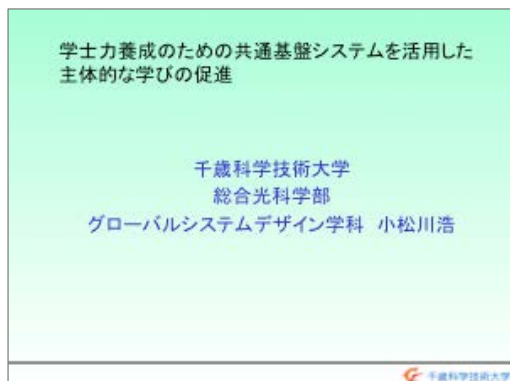 学士力養成のための共通基盤システムを活用した
主体的な学びの促進
千歳科学技術大学
総合光科学部
グローバルシステムデザイン学科　小松川浩
千歳科学技術大学